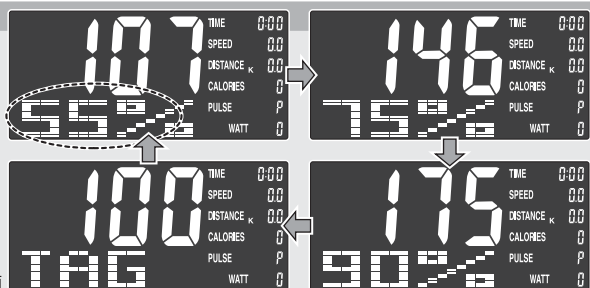 107
TIME 0:00
SPEED 0.0
DISTANCE K 0.0
CALORIES 0
PULSE P
WATT 0
55%
146
TIME 0:00
SPEED 0.0
DISTANCE K 0.0
CALORIES 0
PULSE P
WATT 0
75%
100
TIME 0:00
SPEED 0.0
DISTANCE K 0.0
CALORIES 0
PULSE P
WATT 0
TAG
175
TIME 0:00
SPEED 0.0
DISTANCE K 0.0
CALORIES 0
PULSE P
WATT 0
90%